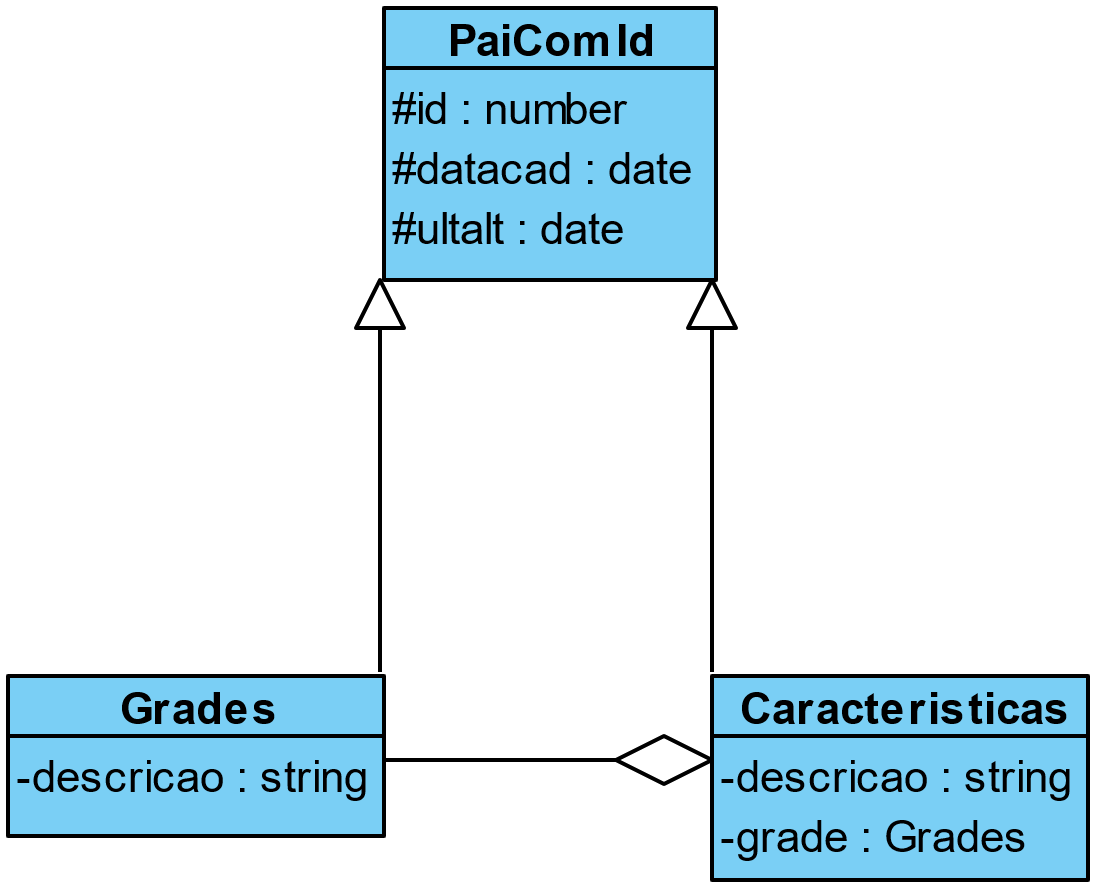 PaiComId
#id : number
#datacad : date
#ultalt : date
Grades
-descricao : string
Caracteristicas
-descricao : string
-grade : Grades